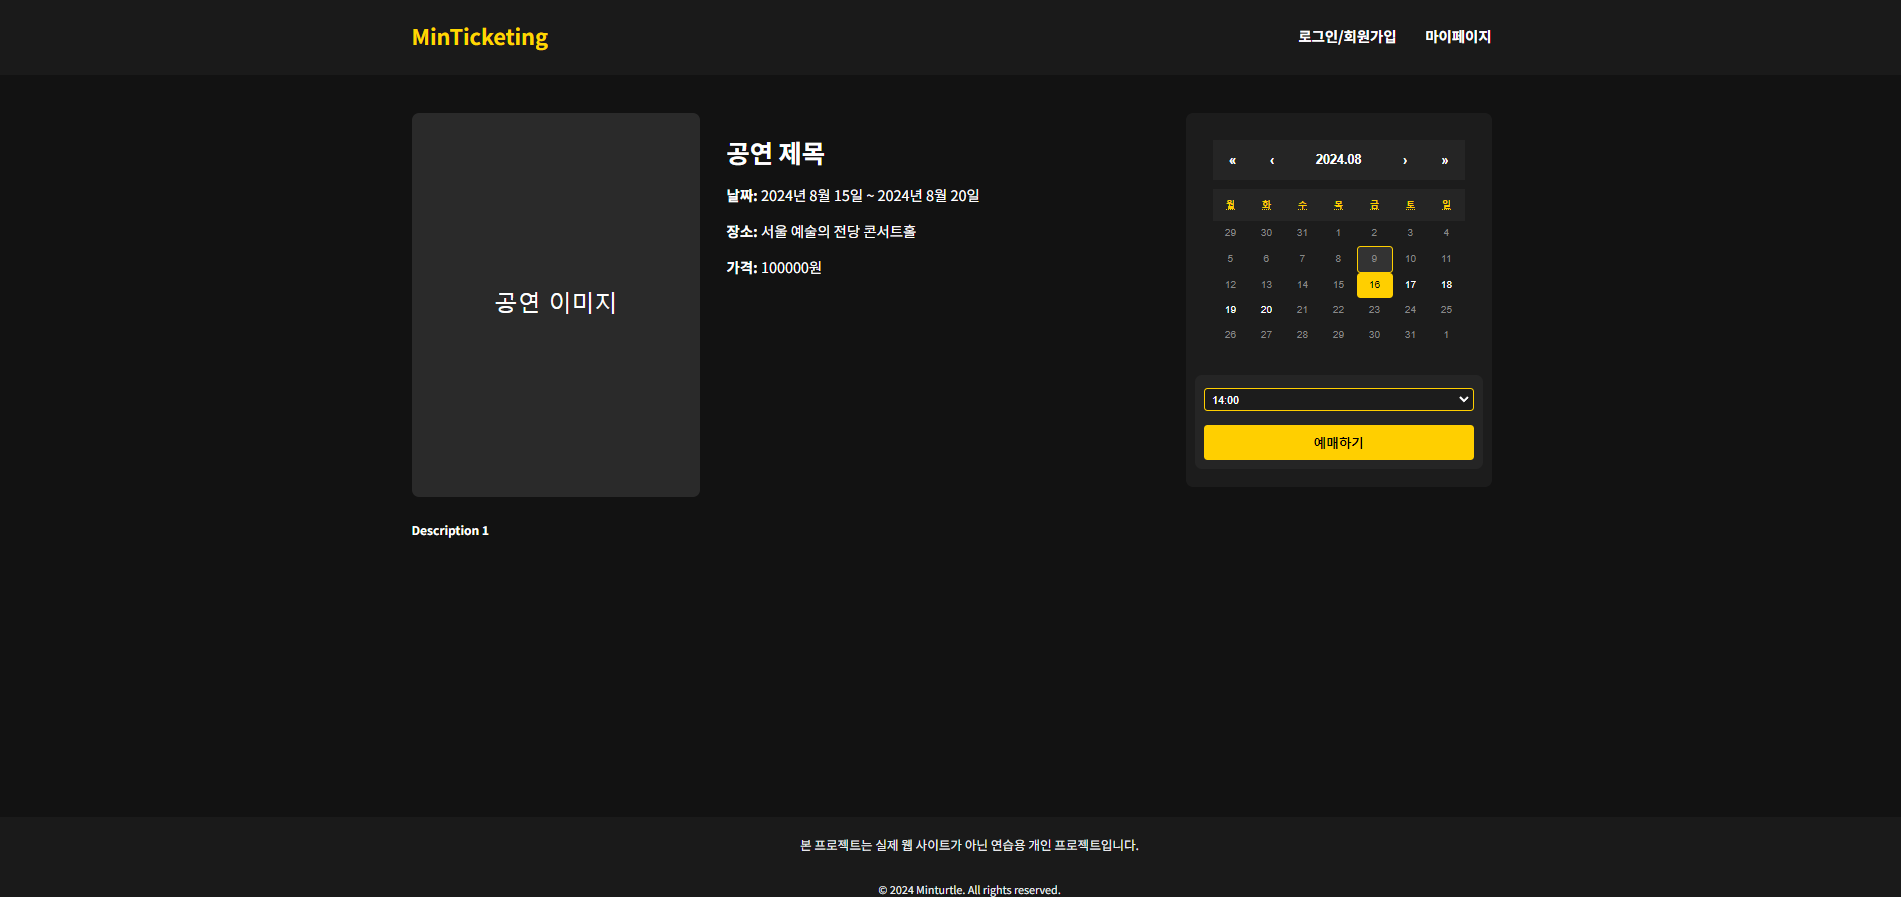 MinTicketing
로그인/회원가입 마이페이지
공연 이미지
공연 제목
날짜: 2024년 8월 15일 ~ 2024년 8월 20일
장소: 서울 예술의 전당 콘서트홀
가격: 100000원
« ‹ 2024.08 › »
월 화 수 목 금 토 일
29 30 31 1 2 3 4
5 6 7 8 9 10 11
12 13 14 15 16 17 18
19 20 21 22 23 24 25
26 27 28 29 30 31 1
14:00
예매하기
Description 1
본 프로젝트는 실제 웹 사이트가 아닌 연습용 개인 프로젝트입니다.
© 2024 Minturtle. All rights reserved.